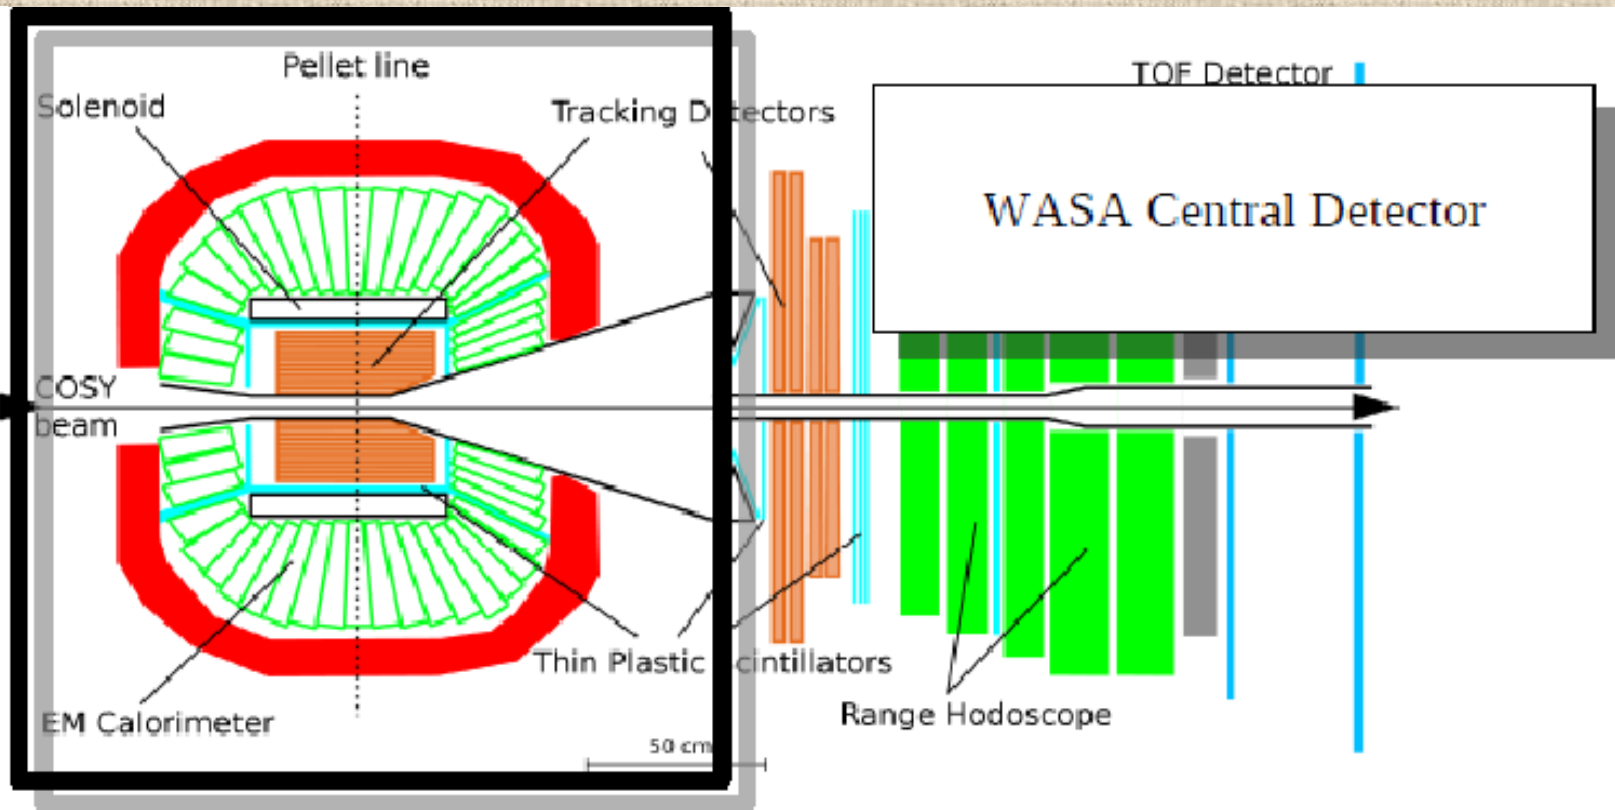 Pellet line
Solenoid
Tracking Detectors
TOF Detector
WASA Central Detector
COSY
beam
Thin Plastic Scintillators
EM Calorimeter
Range Hodoscope
50 cm